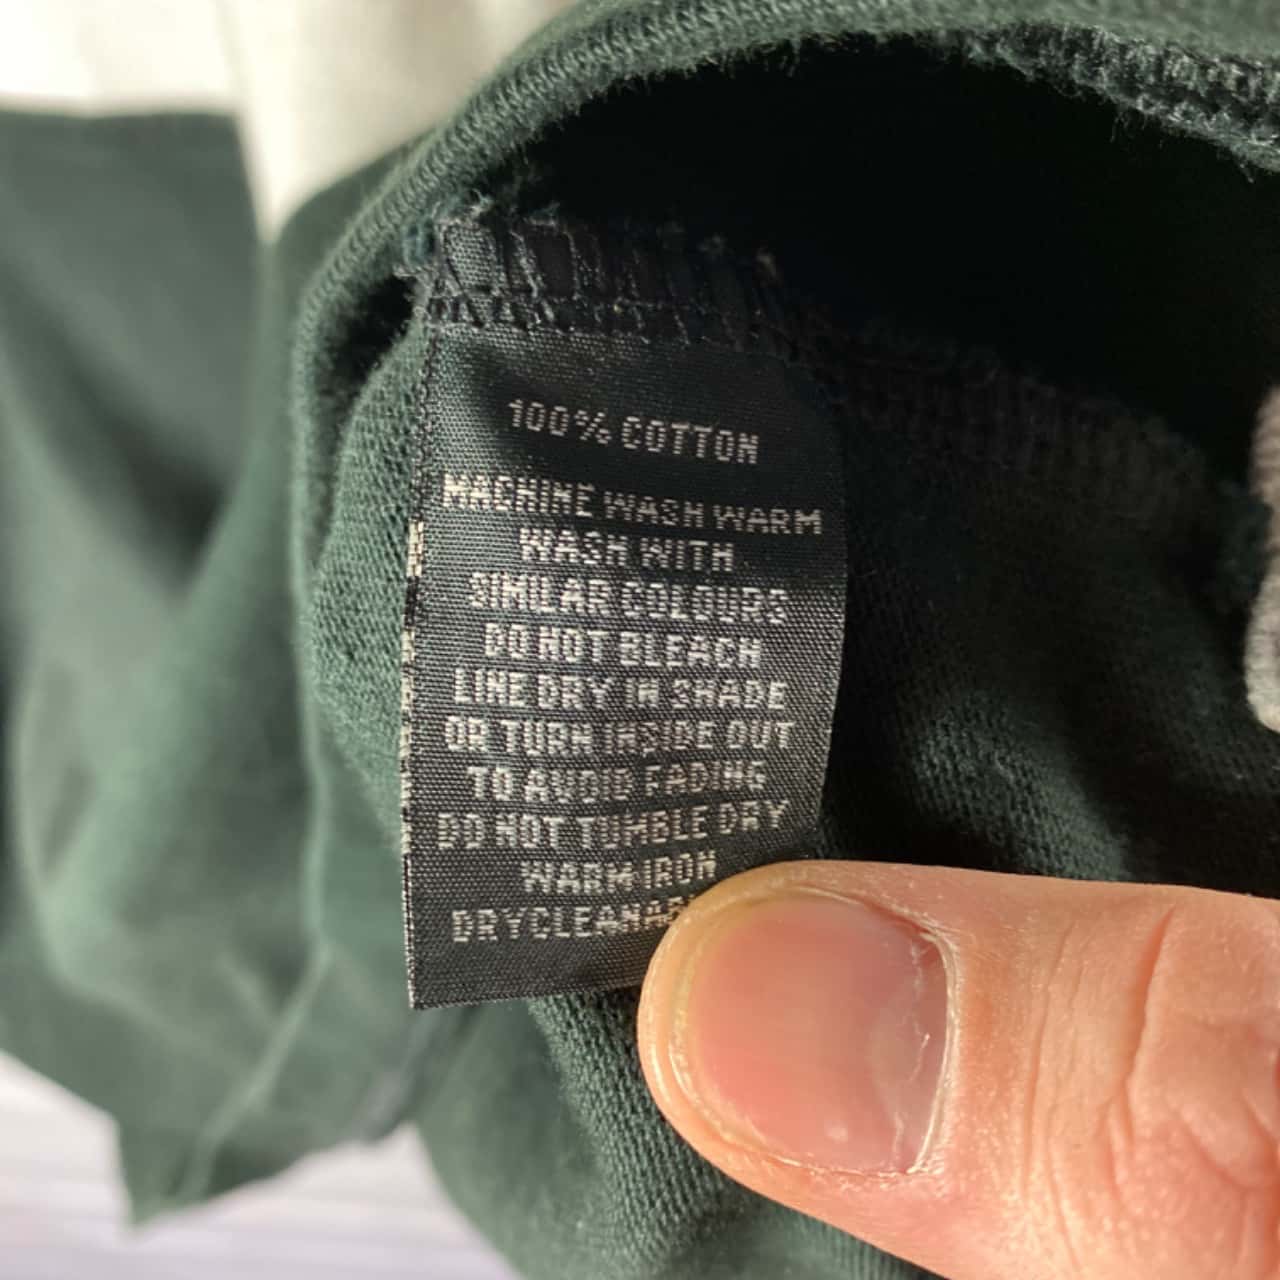 100% COTTON
MACHINE WASH WARM
WASH WITH
SIMILAR COLOURS
DO NOT BLEACH
LINE DRY IN SHADE
OR TURN INSIDE OUT
TO AVOID FADING
DO NOT TUMBLE DRY
WARM IRON